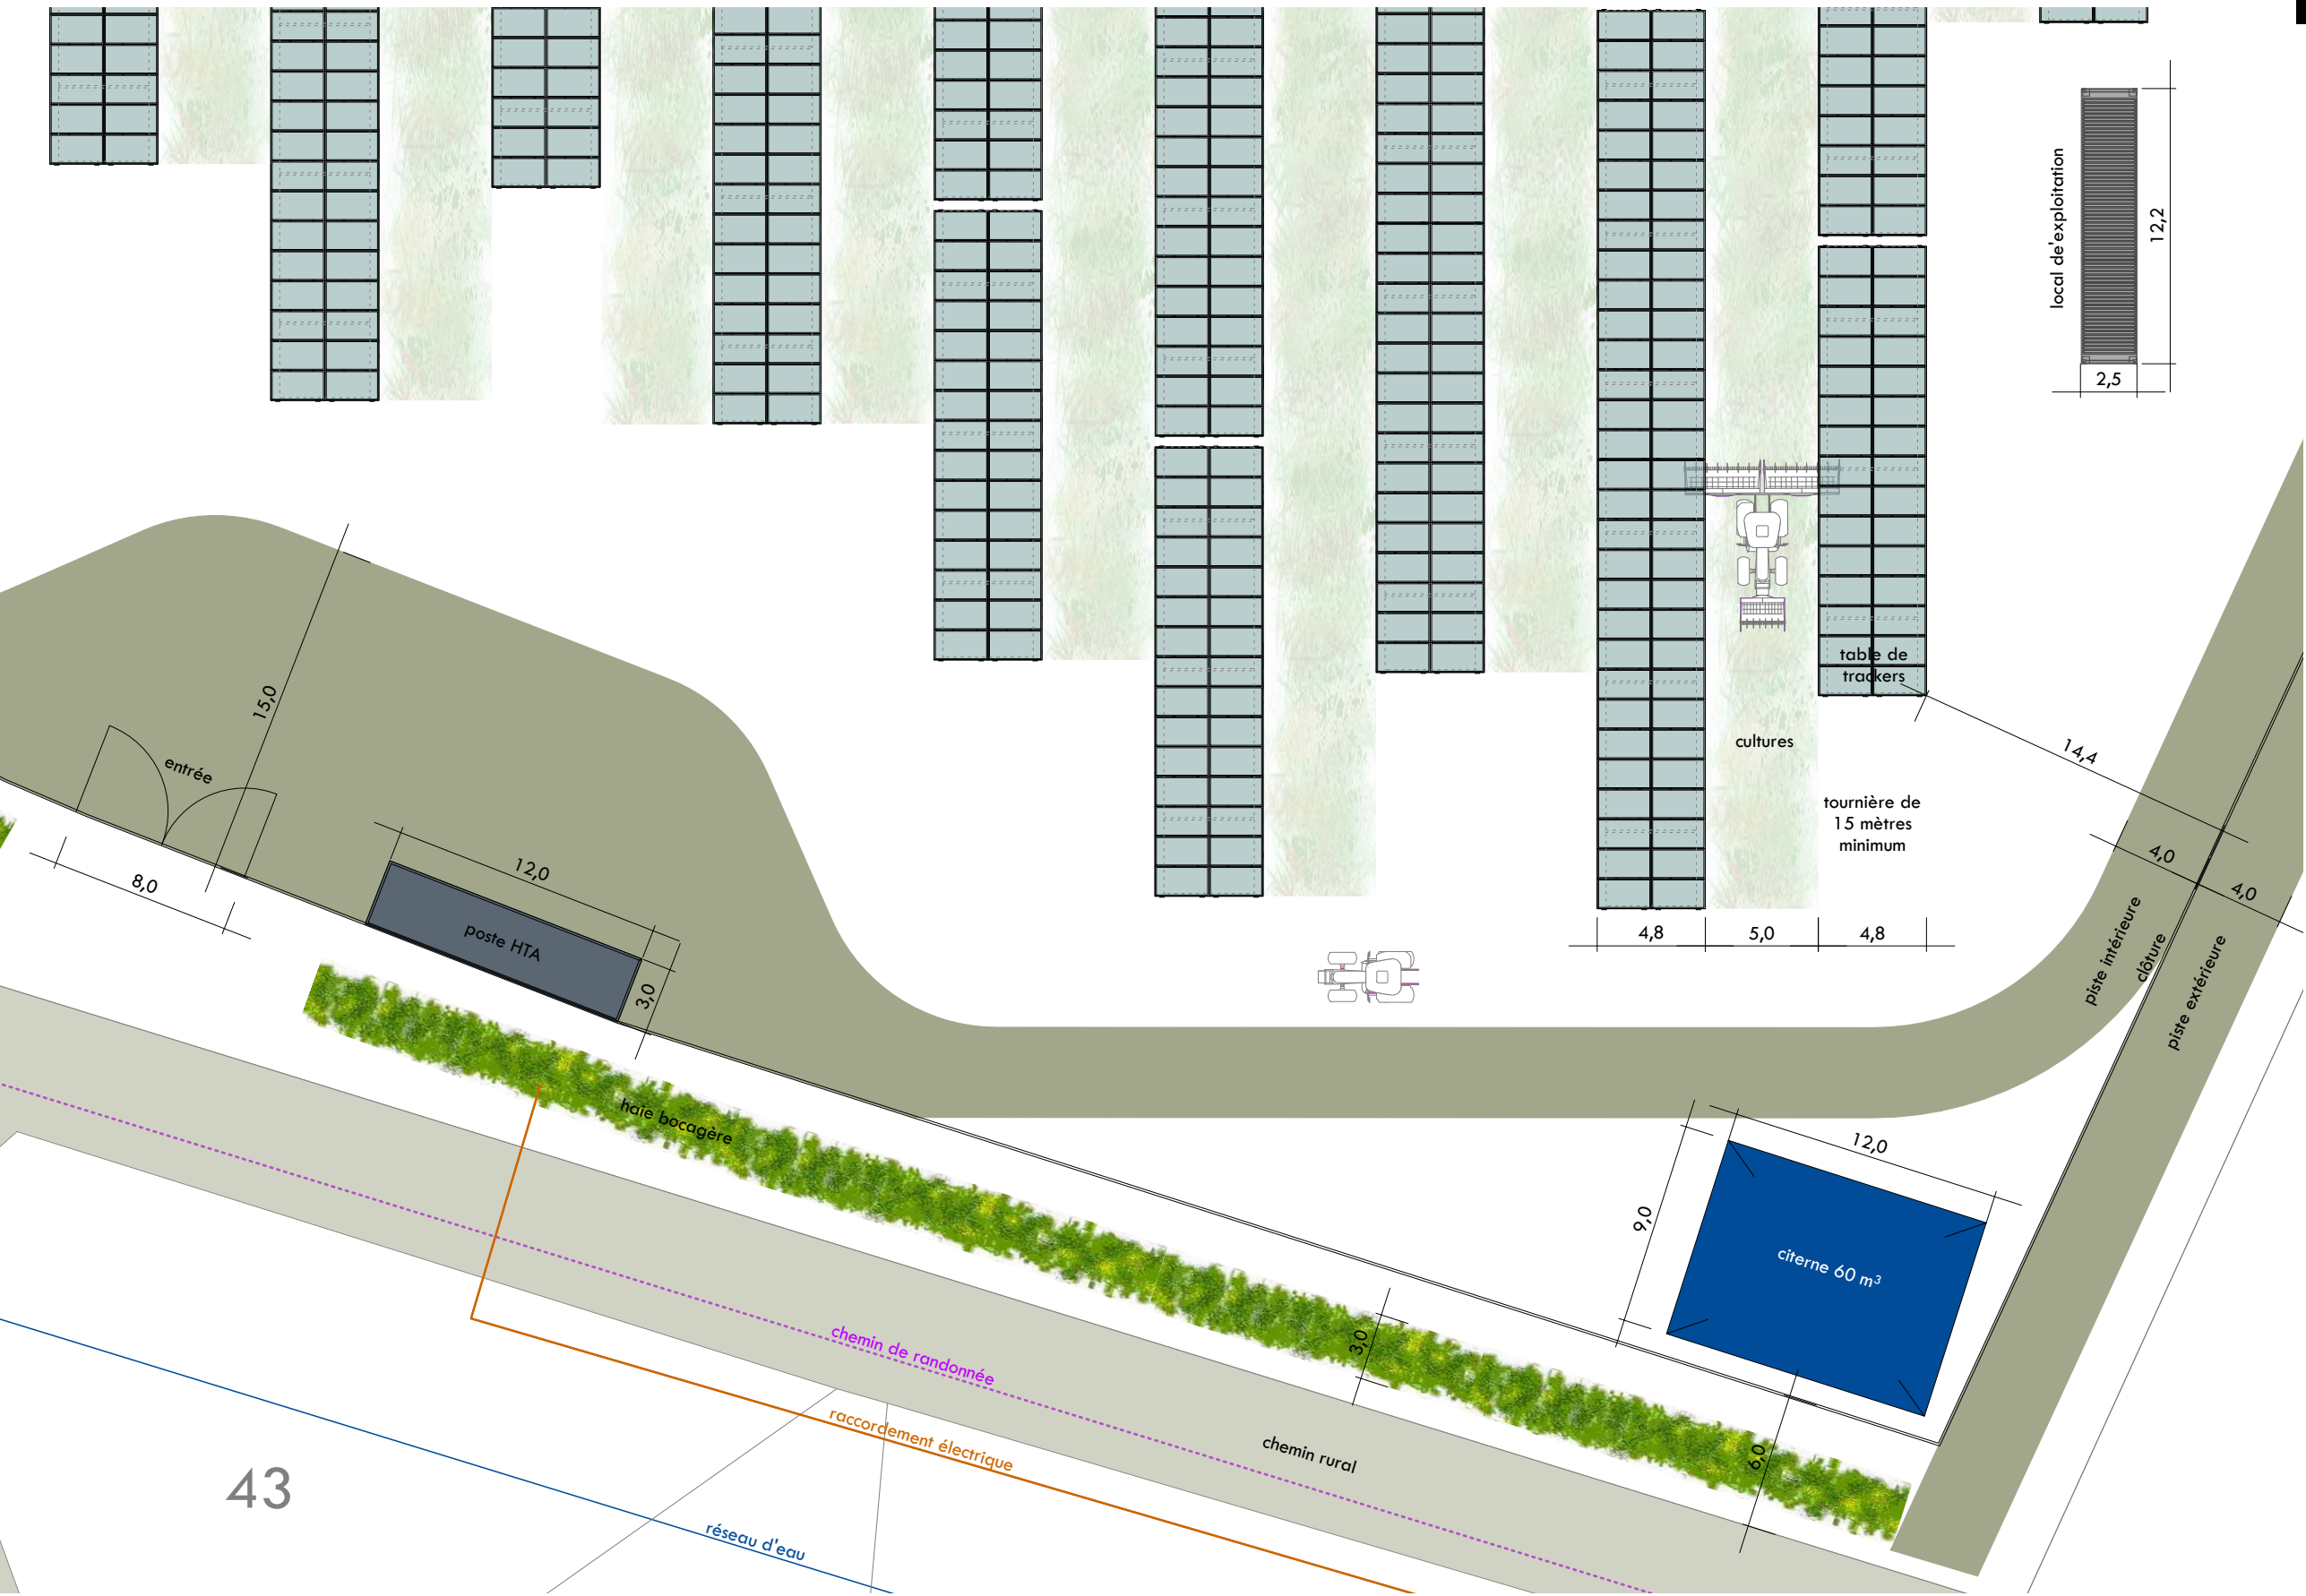 local de'exploitation
12,2
2,5
table de
trackers
cultures
tournière de
15 mètres
minimum
14,4
4,0
4,0
4,8
5,0
4,8
piste intérieure
clôture
piste extérieure
15,0
entrée
8,0
12,0
poste HTA
3,0
haie bocagère
12,0
9,0
citerne 60 m³
3,0
6,0
chemin de randonnée
raccordement électrique
chemin rural
43
réseau d'eau